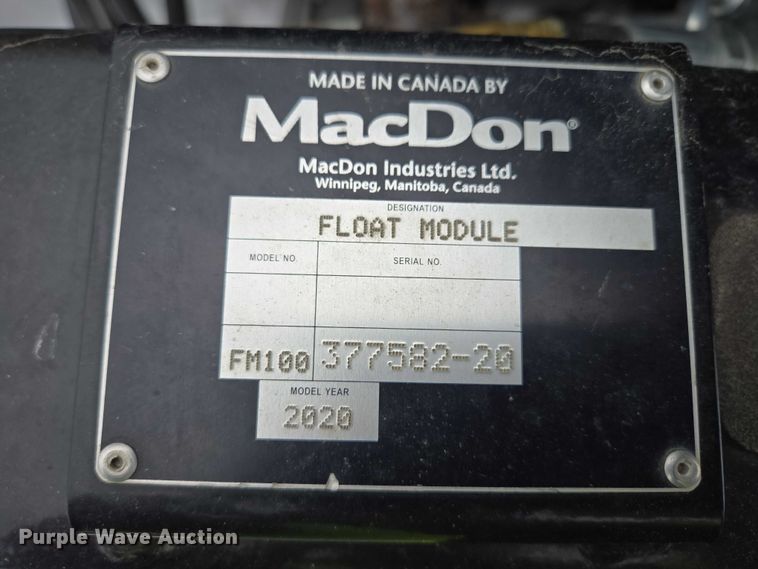 MADE IN CANADA BY
MacDon®
MacDon Industries Ltd.
Winnipeg, Manitoba, Canada
DESIGNATION
FLOAT MODULE
MODEL NO. SERIAL NO.
FM100 377582-20
MODEL YEAR
2020
Purple Wave Auction